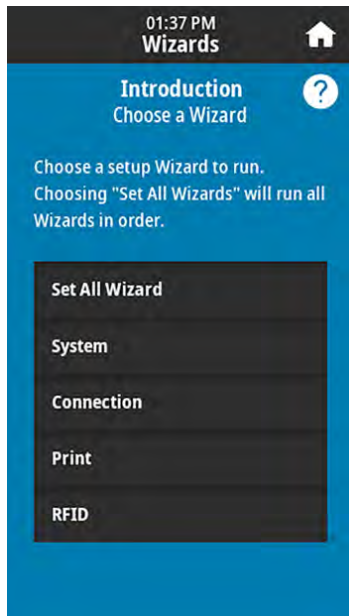 01:37 PM
Wizards
Introduction
?
Choose a Wizard
Choose a setup Wizard to run.
Choosing "Set All Wizards" will run all
Wizards in order.
Set All Wizard
System
Connection
Print
RFID